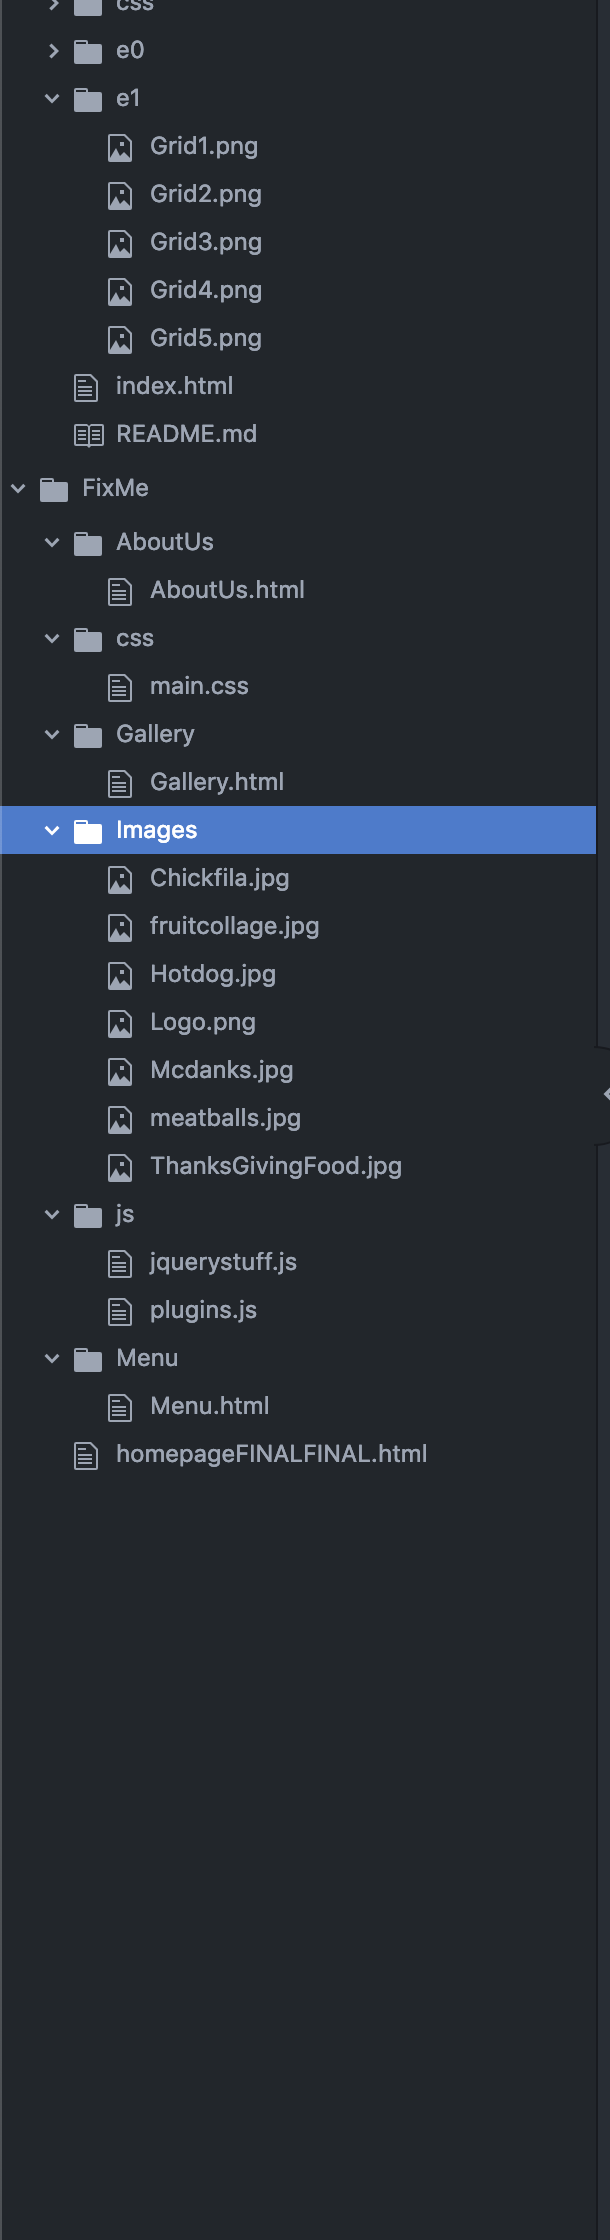 css
e0
e1
Grid1.png
Grid2.png
Grid3.png
Grid4.png
Grid5.png
index.html
README.md
FixMe
AboutUs
AboutUs.html
css
main.css
Gallery
Gallery.html
Images
Chickfila.jpg
fruitcollage.jpg
Hotdog.jpg
Logo.png
Mcdanks.jpg
meatballs.jpg
ThanksGivingFood.jpg
js
jquerystuff.js
plugins.js
Menu
Menu.html
homepageFINALFINAL.html